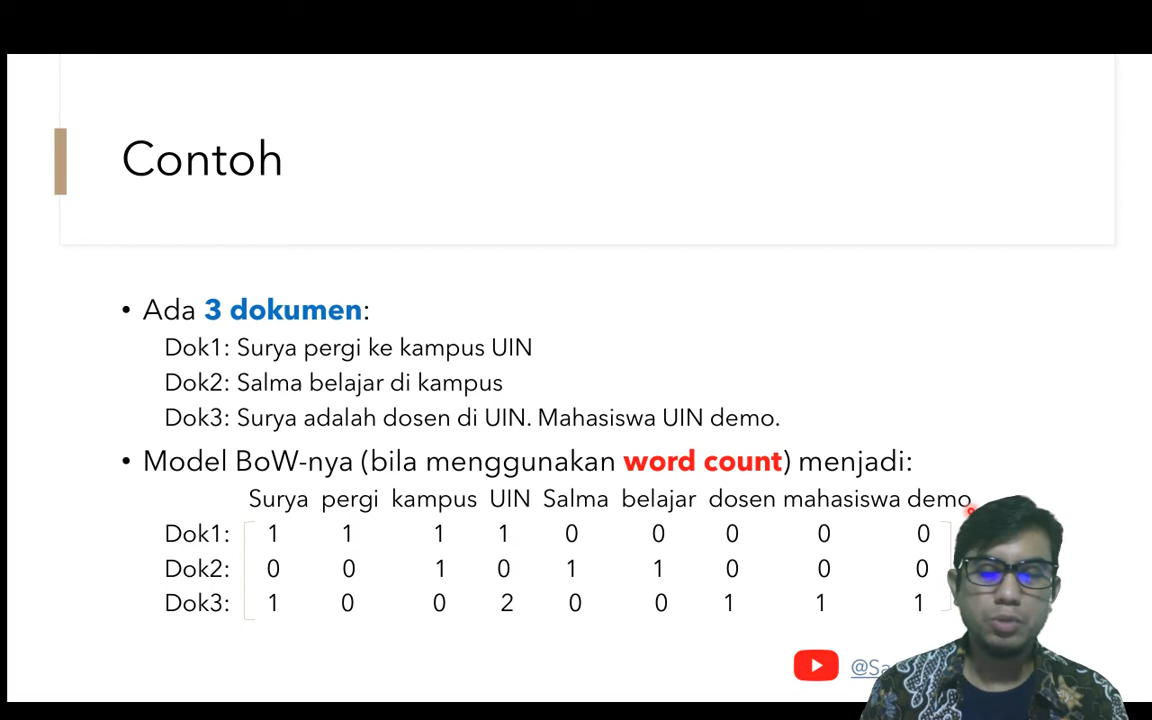 Contoh
• Ada 3 dokumen:
Dok1: Surya pergi ke kampus UIN
Dok2: Salma belajar di kampus
Dok3: Surya adalah dosen di UIN. Mahasiswa UIN demo.
• Model BoW-nya (bila menggunakan word count) menjadi:
Surya pergi kampus UIN Salma belajar dosen mahasiswa demo
Dok1: 1 1 1 1 0 0 0 0 0
Dok2: 0 0 1 0 1 1 0 0 0
Dok3: 1 0 0 2 0 0 1 1 1